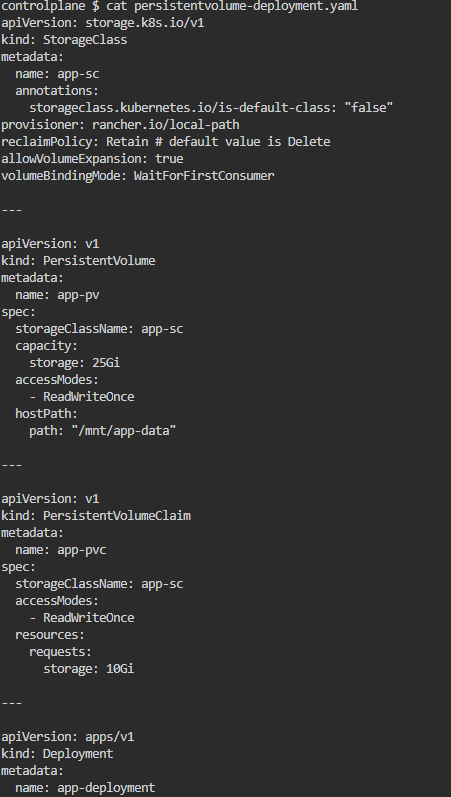 controlplane $ cat persistentvolume-deployment.yaml
apiVersion: storage.k8s.io/v1
kind: StorageClass
metadata:
  name: app-sc
  annotations:
    storageclass.kubernetes.io/is-default-class: "false"
provisioner: rancher.io/local-path
reclaimPolicy: Retain # default value is Delete
allowVolumeExpansion: true
volumeBindingMode: WaitForFirstConsumer

---

apiVersion: v1
kind: PersistentVolume
metadata:
  name: app-pv
spec:
  storageClassName: app-sc
  capacity:
    storage: 25Gi
  accessModes:
    - ReadWriteOnce
  hostPath:
    path: "/mnt/app-data"

---

apiVersion: v1
kind: PersistentVolumeClaim
metadata:
  name: app-pvc
spec:
  storageClassName: app-sc
  accessModes:
    - ReadWriteOnce
  resources:
    requests:
      storage: 10Gi

---

apiVersion: apps/v1
kind: Deployment
metadata:
  name: app-deployment